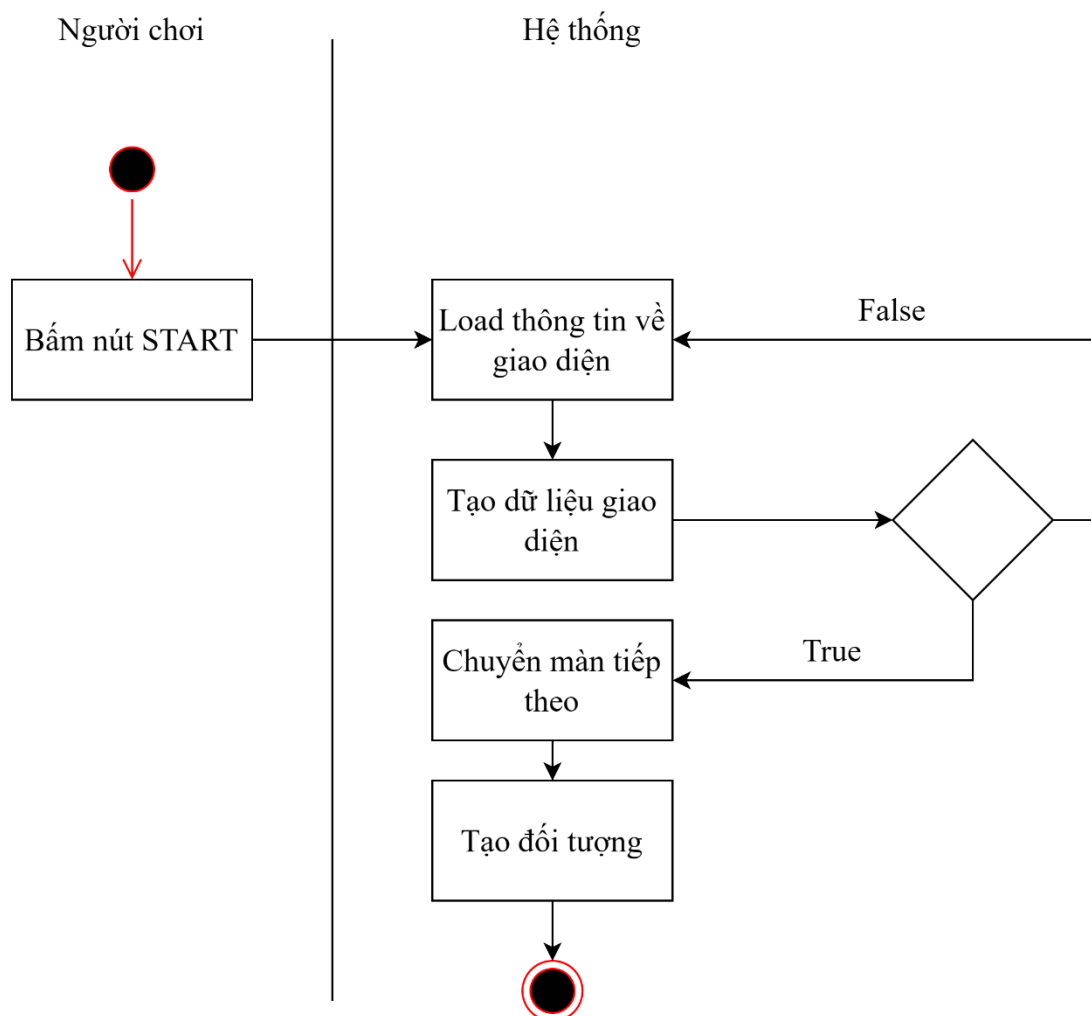 Người chơi
Hệ thống
Bấm nút START
Load thông tin về
giao diện
False
Tạo dữ liệu giao
diện
Chuyển màn tiếp
theo
True
Tạo đối tượng